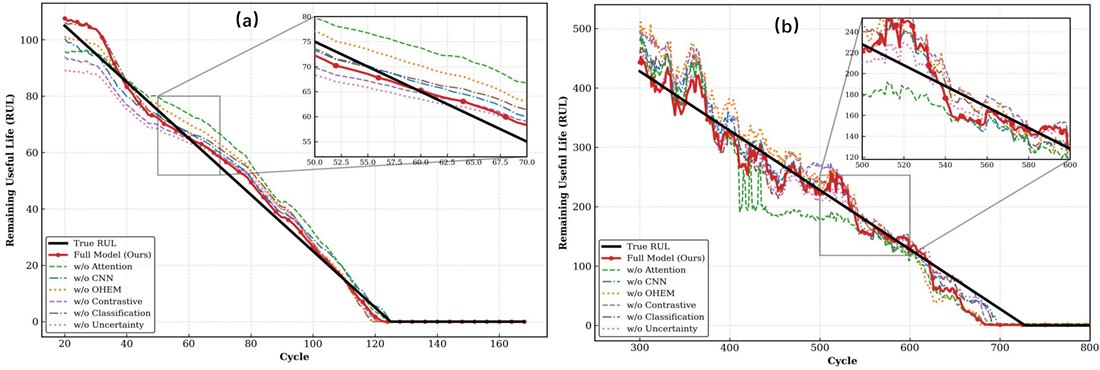 (a)
Remaining Useful Life (RUL)
100
80
60
40
20
0
20 40 60 80 100 120 140 160
Cycle
80
75
70
65
60
55
50.0 52.5 55.0 57.5 60.0 62.5 65.0 67.5 70.0
True RUL
Full Model (Ours)
w/o Attention
w/o CNN
w/o OHEM
w/o Contrastive
w/o Classification
w/o Uncertainty
(b)
Remaining Useful Life (RUL)
500
400
300
200
100
0
300 400 500 600 700 800
Cycle
240
220
200
180
160
140
120
500 520 540 560 580 600
True RUL
Full Model (Ours)
w/o Attention
w/o CNN
w/o OHEM
w/o Contrastive
w/o Classification
w/o Uncertainty